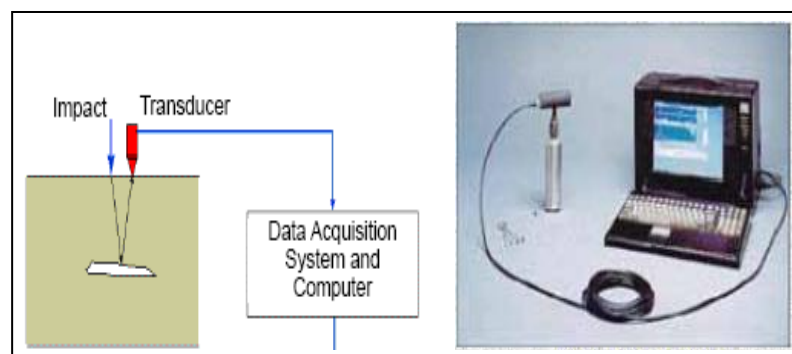 Impact
Transducer
Data Acquisition
System and
Computer